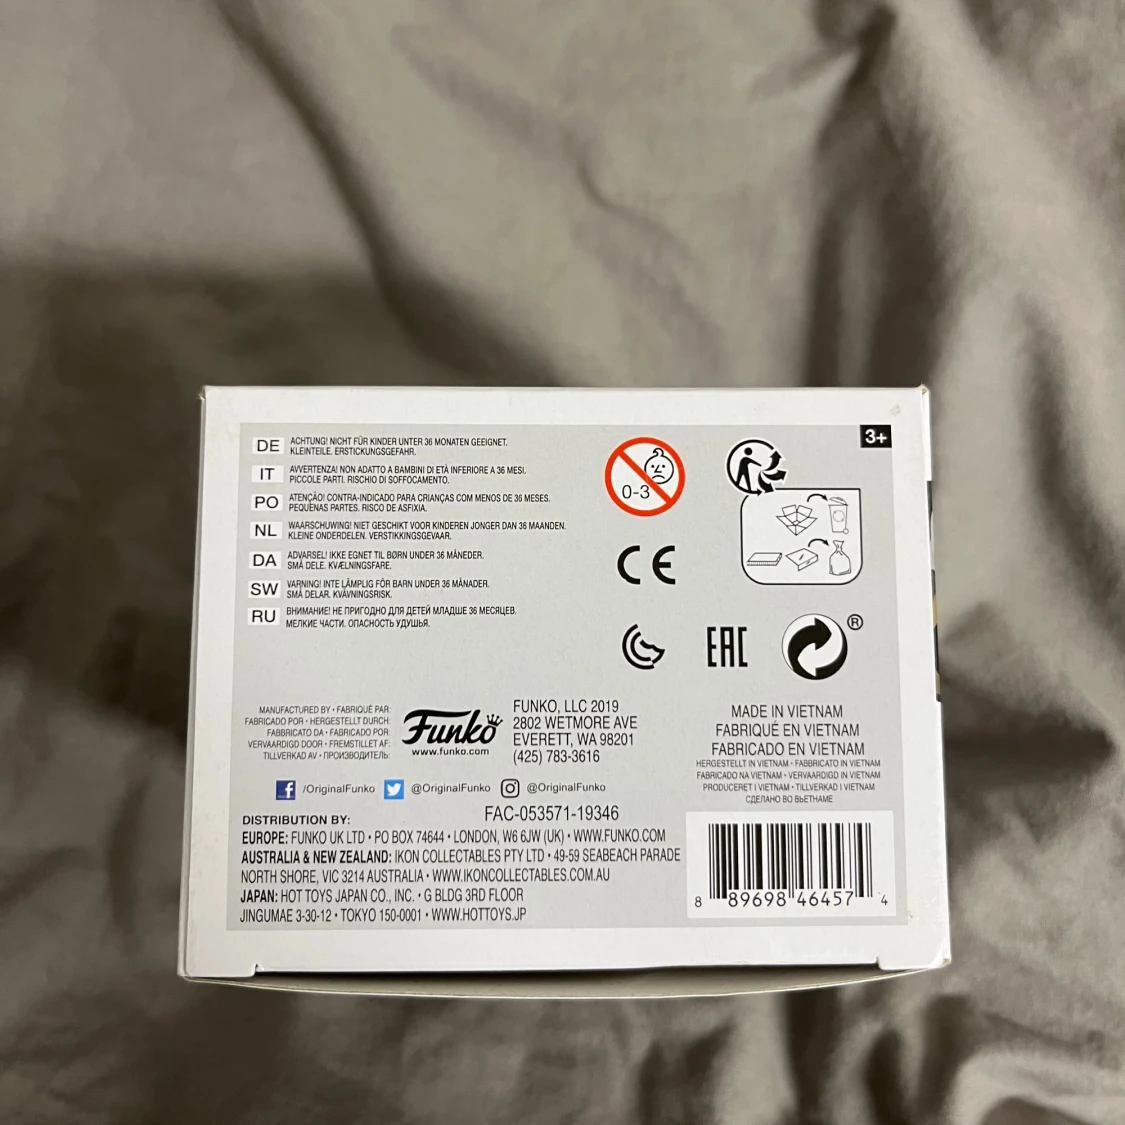 3+
DE ACHTUNG! NICHT FÜR KINDER UNTER 36 MONATEN GEEIGNET.
KLEINTEILE. ERSTICKUNGSGEFAHR.
IT AVVERTENZA! NON ADATTO A BAMBINI DI ETÀ INFERIORE A 36 MESI.
PICCOLE PARTI. RISCHIO DI SOFFOCAMENTO.
PO ATENÇÃO! CONTRA-INDICADO PARA CRIANÇAS COM MENOS DE 36 MESES.
PEQUENAS PARTES. RISCO DE ASFIXIA.
NL WAARSCHUWING! NIET GESCHIKT VOOR KINDEREN JONGER DAN 36 MAANDEN.
KLEINE ONDERDELEN. VERSTIKKINGSGEVAAR.
DA ADVARSEL! IKKE EGNET TIL BØRN UNDER 36 MÅNEDER.
SMÅ DELE. KVÆLNINGSFARE.
SW VARNING! INTE LÄMPLIG FÖR BARN UNDER 36 MÅNADER.
SMÅ DELAR. KVÄVNINGSRISK.
RU ВНИМАНИЕ! НЕ ПРИГОДНО ДЛЯ ДЕТЕЙ МЛАДШЕ 36 МЕСЯЦЕВ.
МЕЛКИЕ ЧАСТИ. ОПАСНОСТЬ УДУШЬЯ.
0-3
CE
EAC
®
MANUFACTURED BY • FABRIQUÉ PAR:
FABRICADO POR • HERGESTELLT DURCH:
FABBRICATO DA • FABRICADO POR:
VERVAARDIGD DOOR • FREMSTILLET AF:
TILLVERKAD AV • ПРОИЗВОДИТЕЛЬ:
Funko
www.funko.com
FUNKO, LLC 2019
2802 WETMORE AVE
EVERETT, WA 98201
(425) 783-3616
/OriginalFunko @OriginalFunko @OriginalFunko
FAC-053571-19346
DISTRIBUTION BY:
EUROPE: FUNKO UK LTD • PO BOX 74644 • LONDON, W6 6JW (UK) • WWW.FUNKO.COM
AUSTRALIA & NEW ZEALAND: IKON COLLECTABLES PTY LTD • 49-59 SEABEACH PARADE
NORTH SHORE, VIC 3214 AUSTRALIA • WWW.IKONCOLLECTABLES.COM.AU
JAPAN: HOT TOYS JAPAN CO., INC. • G BLDG 3RD FLOOR
JINGUMAE 3-30-12 • TOKYO 150-0001 • WWW.HOTTOYS.JP
MADE IN VIETNAM
FABRIQUÉ EN VIETNAM
FABRICADO EN VIETNAM
HERGESTELLT IN VIETNAM • FABBRICATO IN VIETNAM
FABRICADO NA VIETNAM • VERVAARDIGD IN VIETNAM
PRODUCERET I VIETNAM • TILLVERKAD I VIETNAM
СДЕЛАНО ВО ВЬЕТНАМЕ
8 89698 46457 4